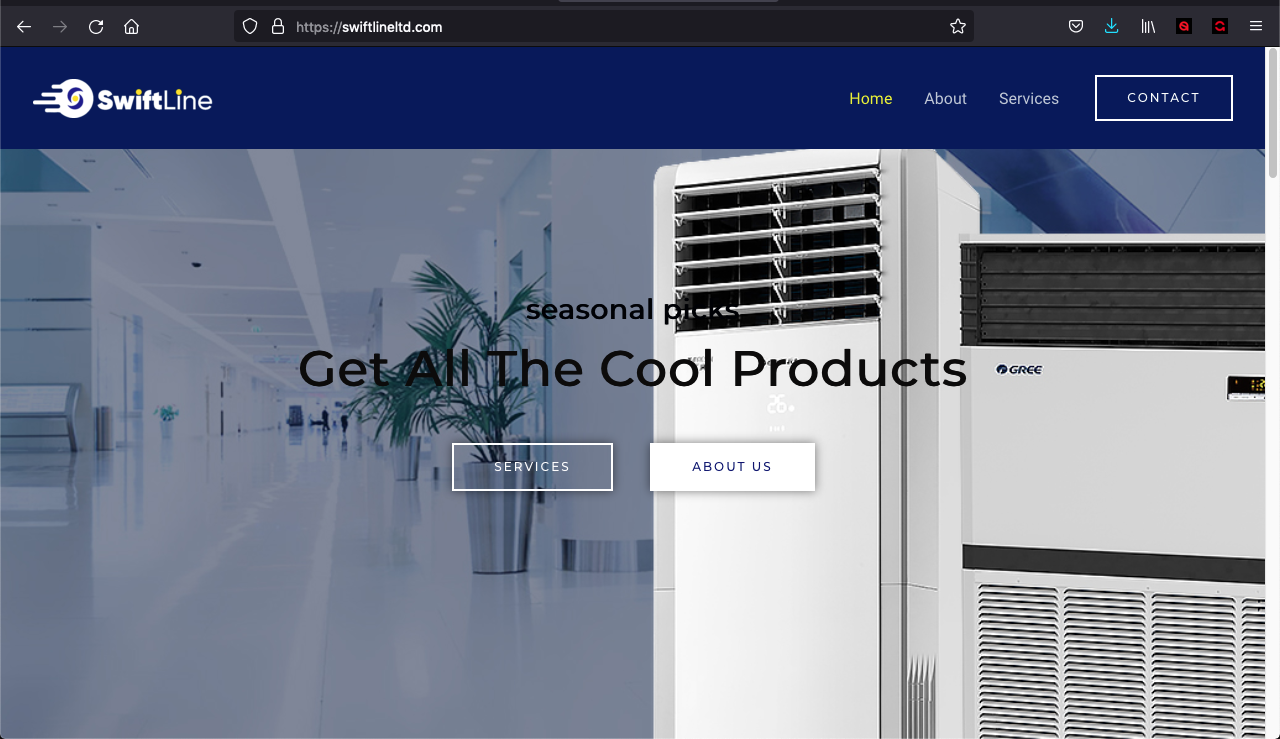 https://swiftlineltd.com
SwiftLine
Home About Services CONTACT
seasonal picks
Get All The Cool Products
26
GREE
SERVICES ABOUT US